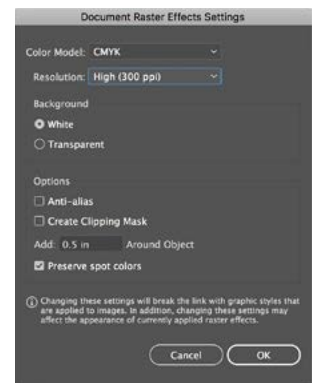 Document Raster Effects Settings
Color Model: CMYK
Resolution: High (300 ppi)
Background
White
Transparent
Options
Anti-alias
Create Clipping Mask
Add: 0.5 in Around Object
Preserve spot colors
Changing these settings will break the link with graphic styles that
are applied to images. In addition, changing these settings may
affect the appearance of currently applied raster effects.
Cancel OK